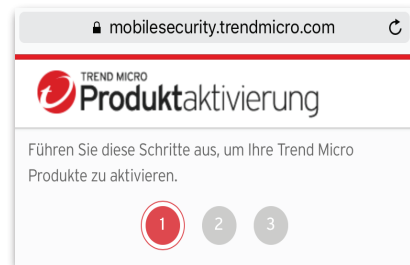 mobilesecurity.trendmicro.com
TREND MICRO
Produktaktivierung
Führen Sie diese Schritte aus, um Ihre Trend Micro
Produkte zu aktivieren.
1 2 3